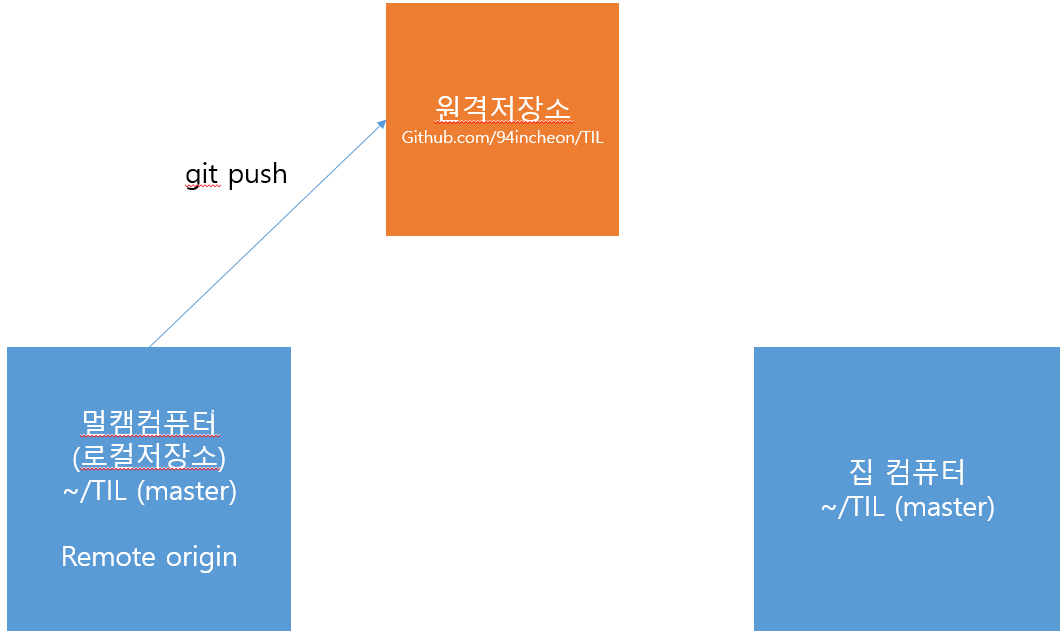 원격저장소
Github.com/94incheon/TIL
git push
멀캠컴퓨터
(로컬저장소)
~/TIL (master)
Remote origin
집 컴퓨터
~/TIL (master)